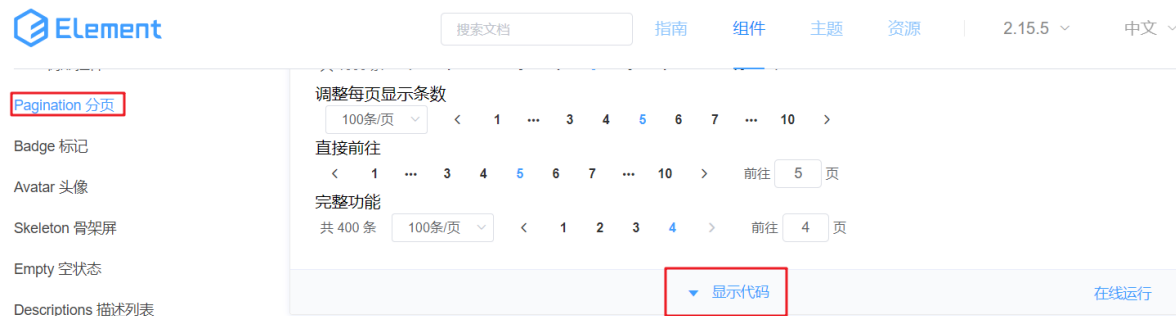 Element 搜索文档 指南 组件 主题 资源 2.15.5 中文
Pagination 分页
Badge 标记
Avatar 头像
Skeleton 骨架屏
Empty 空状态
Descriptions 描述列表
调整每页显示条数
100条/页 < 1 ••• 3 4 5 6 7 ••• 10 >
直接前往
< 1 ••• 3 4 5 6 7 ••• 10 > 前往 5 页
完整功能
共 400 条 100条/页 < 1 2 3 4 > 前往 4 页
显示代码 在线运行